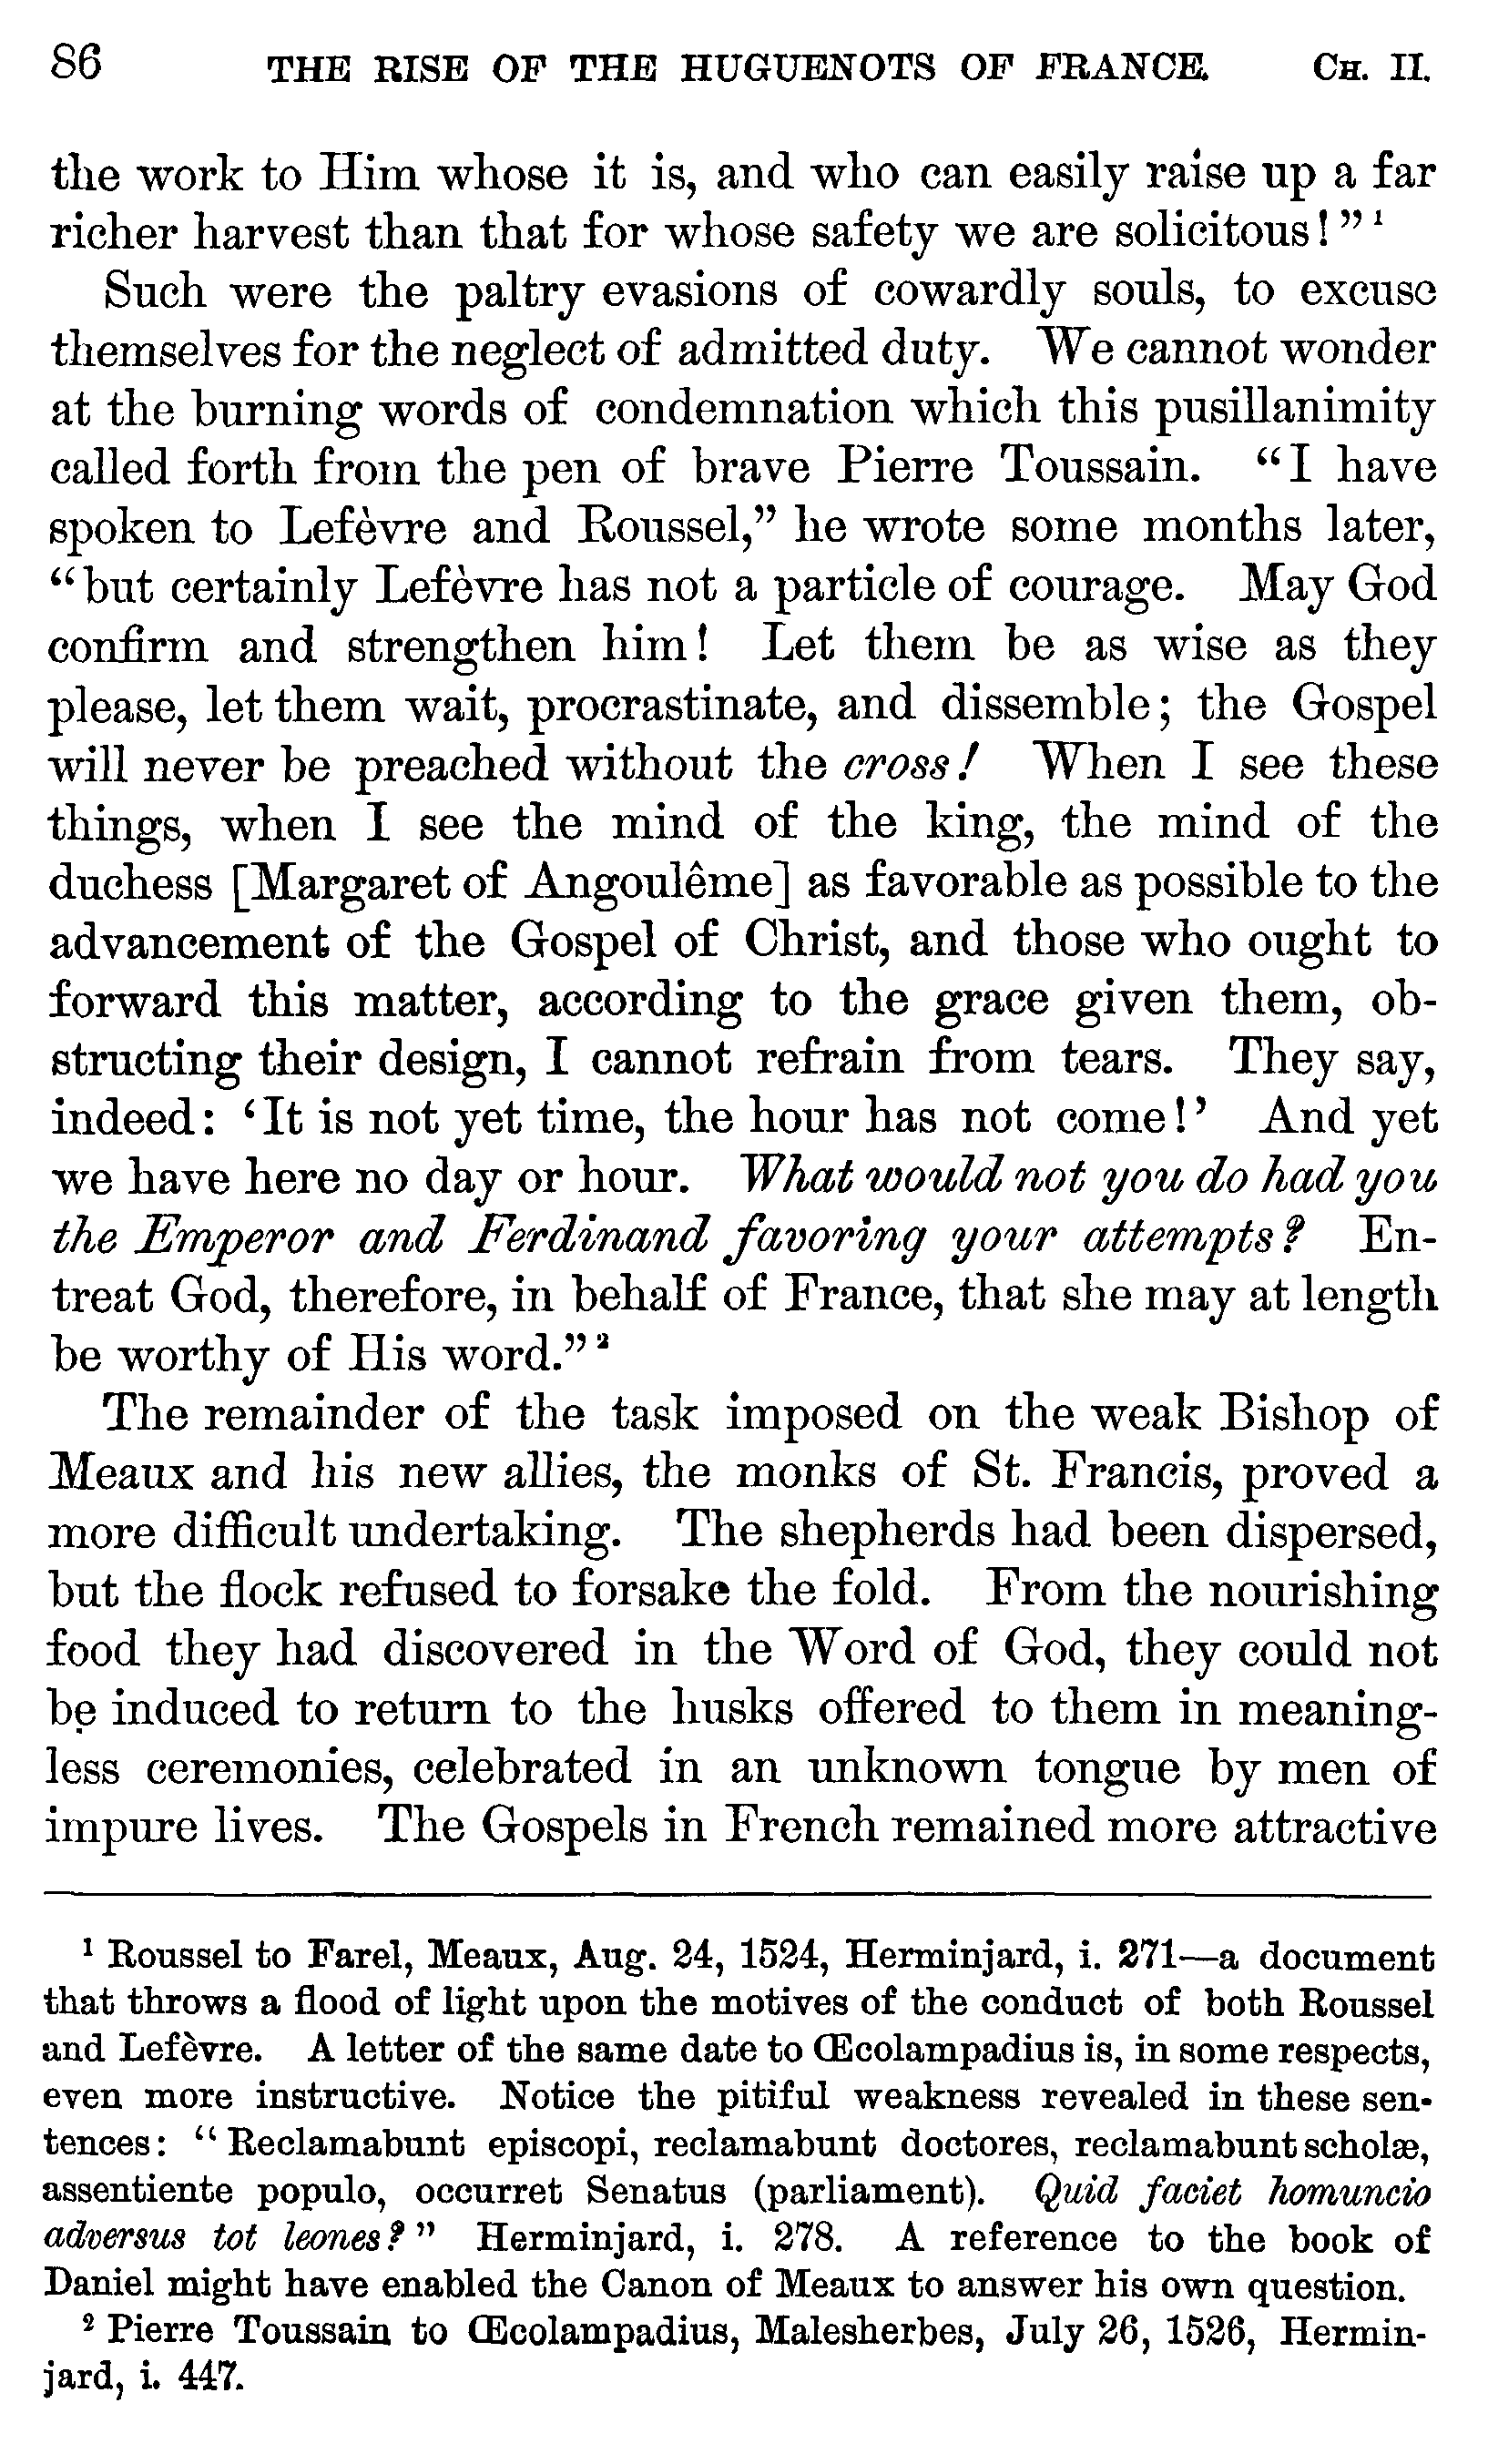 86 THE RISE OF THE HUGUENOTS OF FRANCE. CH. II.
the work to Him whose it is, and who can easily raise up a far
richer harvest than that for whose safety we are solicitous!" ¹
Such were the paltry evasions of cowardly souls, to excuse
themselves for the neglect of admitted duty. We cannot wonder
at the burning words of condemnation which this pusillanimity
called forth from the pen of brave Pierre Toussain. "I have
spoken to Lefèvre and Roussel," he wrote some months later,
"but certainly Lefèvre has not a particle of courage. May God
confirm and strengthen him! Let them be as wise as they
please, let them wait, procrastinate, and dissemble; the Gospel
will never be preached without the cross! When I see these
things, when I see the mind of the king, the mind of the
duchess [Margaret of Angoulême] as favorable as possible to the
advancement of the Gospel of Christ, and those who ought to
forward this matter, according to the grace given them, ob-
structing their design, I cannot refrain from tears. They say,
indeed: 'It is not yet time, the hour has not come!' And yet
we have here no day or hour. What would not you do had you
the Emperor and Ferdinand favoring your attempts? En-
treat God, therefore, in behalf of France, that she may at length
be worthy of His word." ²
The remainder of the task imposed on the weak Bishop of
Meaux and his new allies, the monks of St. Francis, proved a
more difficult undertaking. The shepherds had been dispersed,
but the flock refused to forsake the fold. From the nourishing
food they had discovered in the Word of God, they could not
be induced to return to the husks offered to them in meaning-
less ceremonies, celebrated in an unknown tongue by men of
impure lives. The Gospels in French remained more attractive
¹ Roussel to Farel, Meaux, Aug. 24, 1524, Herminjard, i. 271—a document
that throws a flood of light upon the motives of the conduct of both Roussel
and Lefèvre. A letter of the same date to Œcolampadius is, in some respects,
even more instructive. Notice the pitiful weakness revealed in these sen-
tences: "Reclamabunt episcopi, reclamabunt doctores, reclamabunt scholæ,
assentiente populo, occurret Senatus (parliament). Quid faciet homuncio
adversus tot leones?" Herminjard, i. 278. A reference to the book of
Daniel might have enabled the Canon of Meaux to answer his own question.
² Pierre Toussain to Œcolampadius, Malesherbes, July 26, 1526, Hermin-
jard, i. 447.